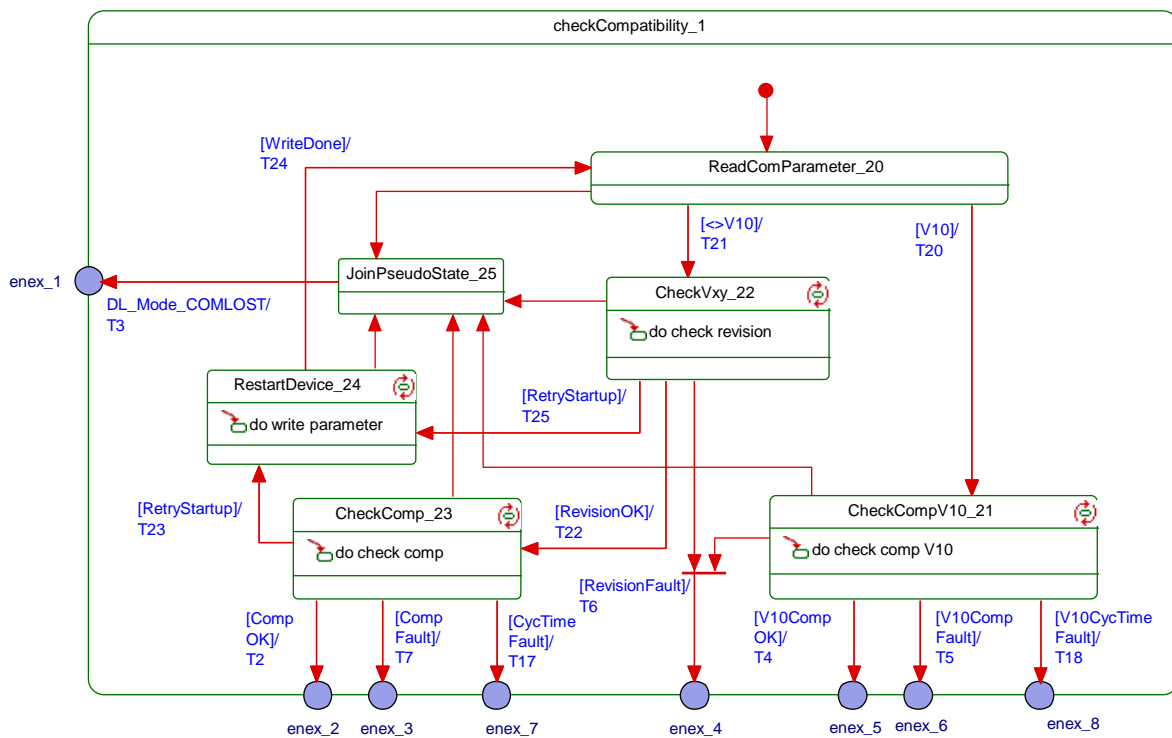 checkCompatibility_1
[WriteDone]/
T24
ReadComParameter_20
[<>V10]/
T21
[V10]/
T20
enex_1
DL_Mode_COMLOST/
T3
JoinPseudoState_25
CheckVxy_22
do check revision
RestartDevice_24
do write parameter
[RetryStartup]/
T25
[RetryStartup]/
T23
CheckComp_23
do check comp
[RevisionOK]/
T22
CheckCompV10_21
do check comp V10
[RevisionFault]/
T6
[Comp
OK]/
T2
[Comp
Fault]/
T7
[CycTime
Fault]/
T17
[V10Comp
OK]/
T4
[V10Comp
Fault]/
T5
[V10CycTime
Fault]/
T18
enex_2
enex_3
enex_7
enex_4
enex_5
enex_6
enex_8